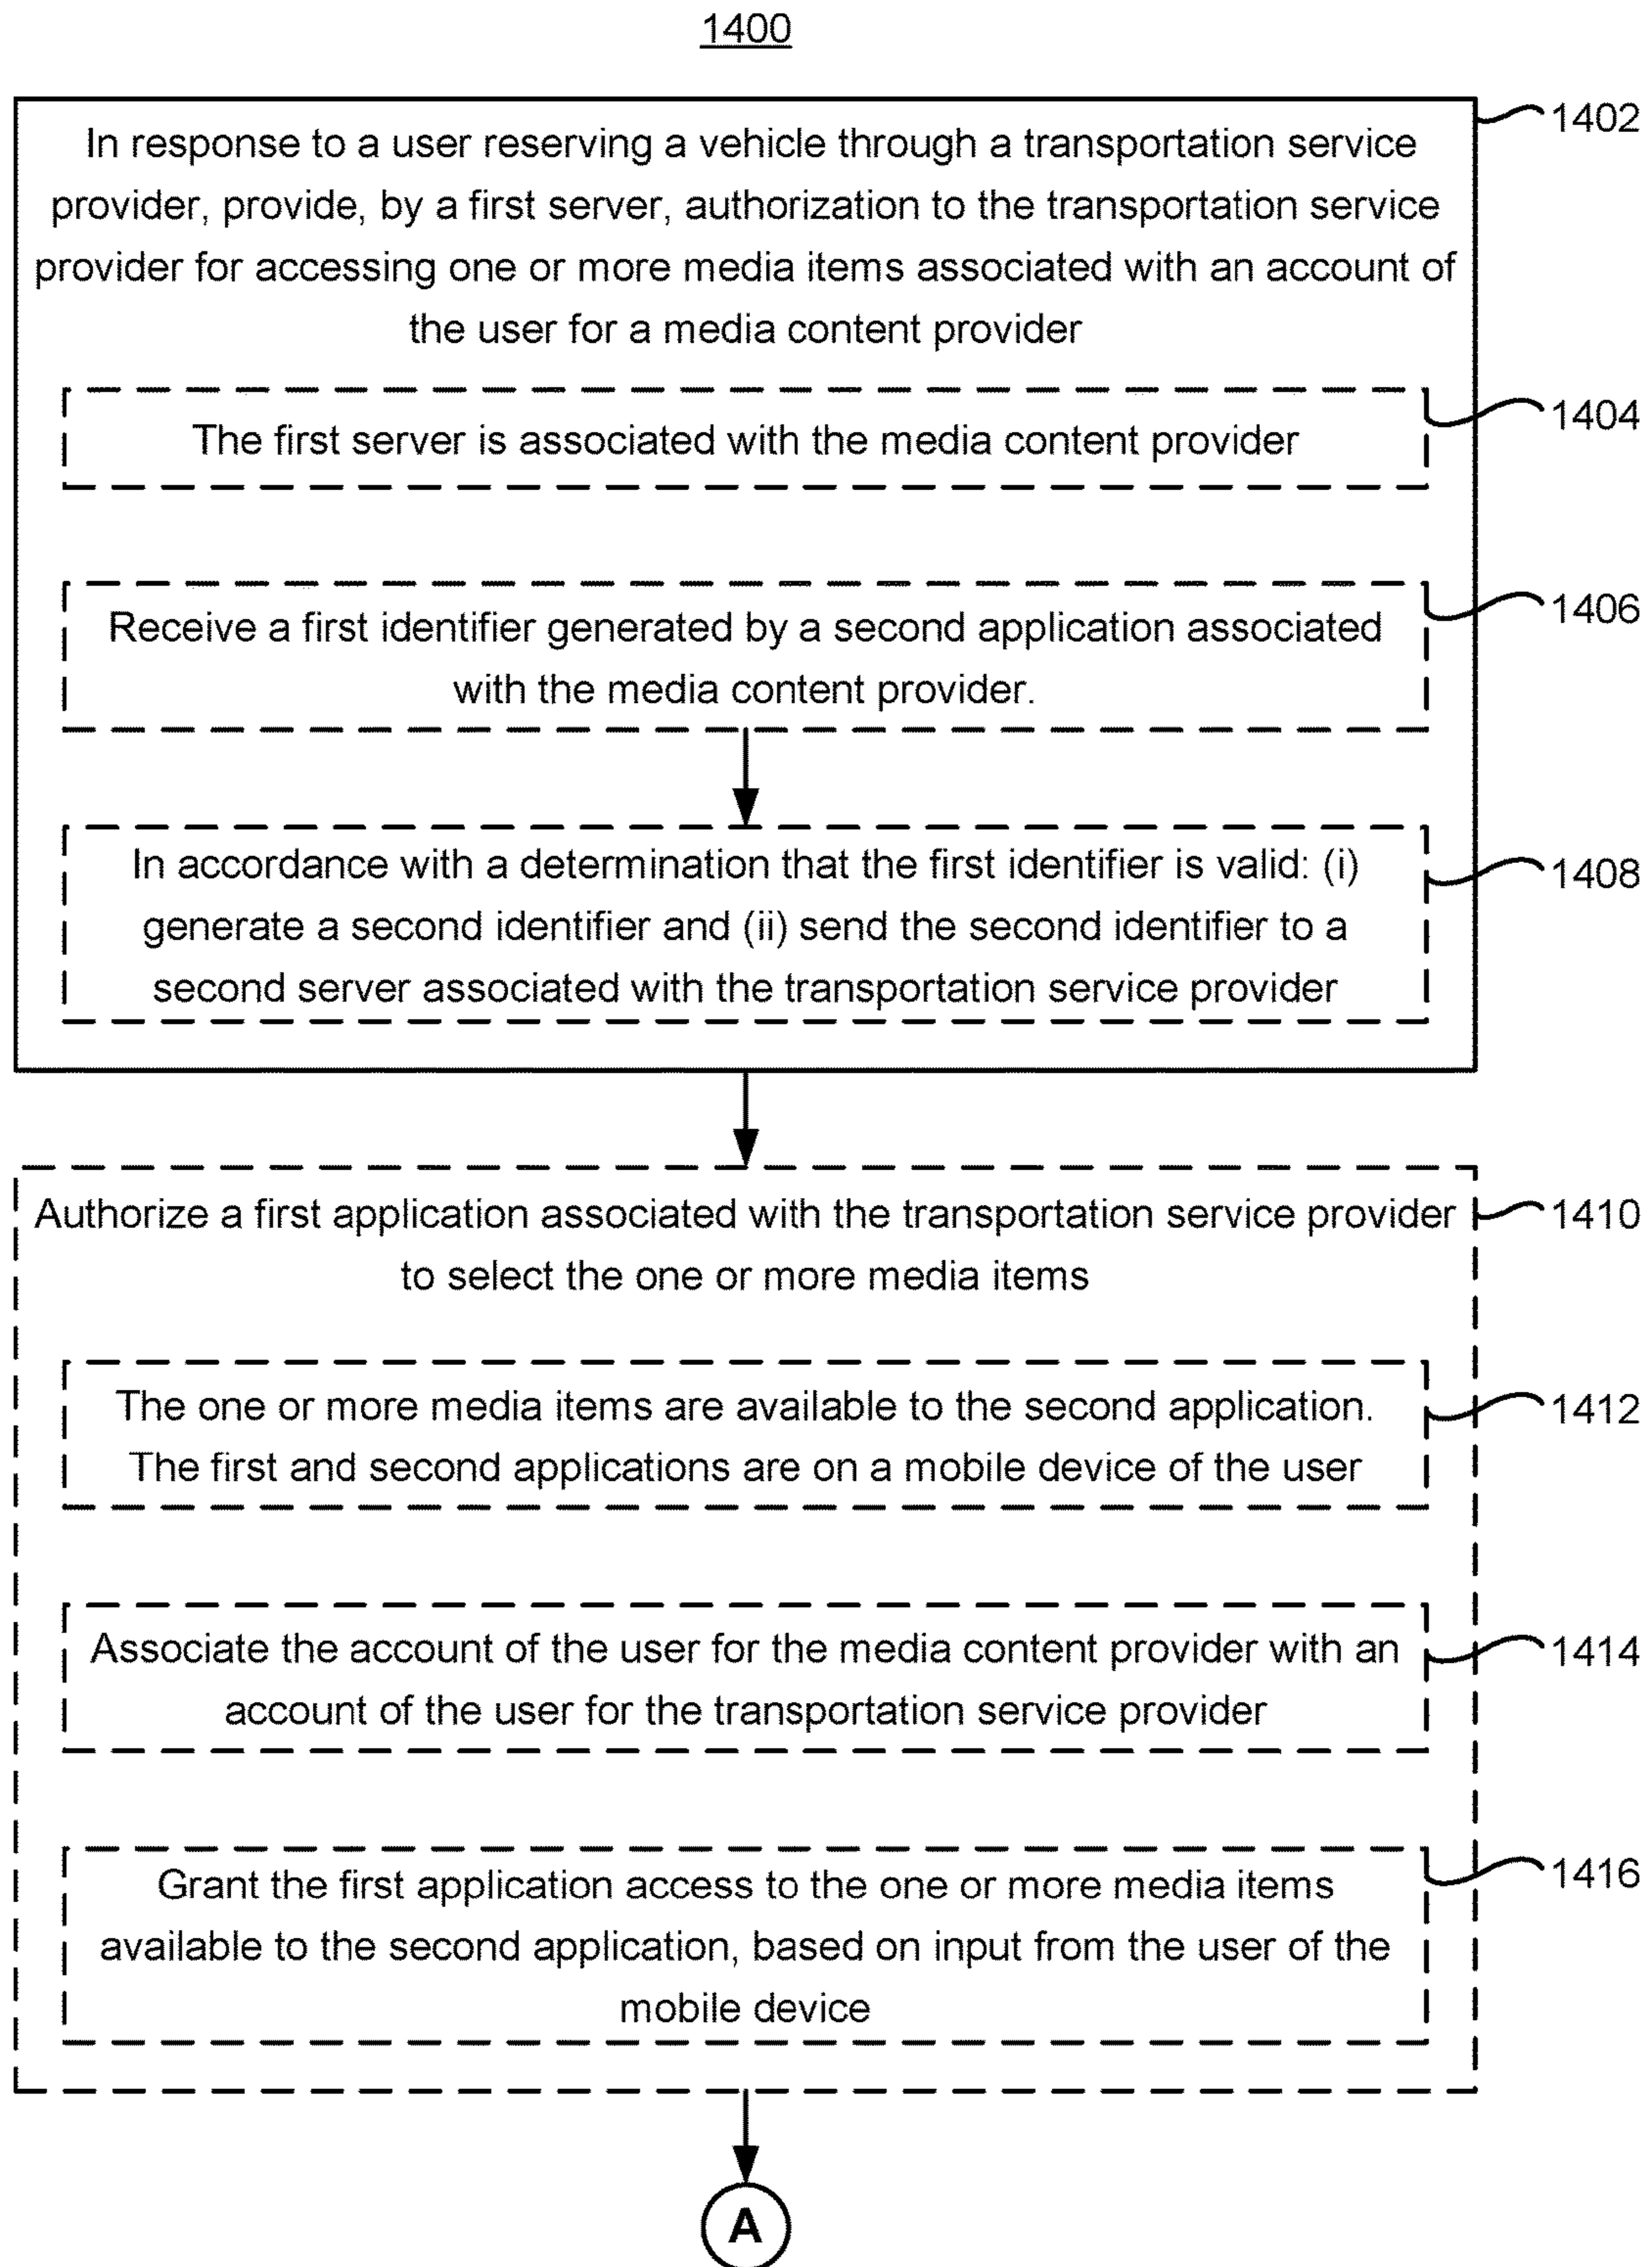 1400
In response to a user reserving a vehicle through a transportation service
provider, provide, by a first server, authorization to the transportation service
provider for accessing one or more media items associated with an account of
the user for a media content provider
1402
The first server is associated with the media content provider
1404
Receive a first identifier generated by a second application associated
with the media content provider.
1406
In accordance with a determination that the first identifier is valid: (i)
generate a second identifier and (ii) send the second identifier to a
second server associated with the transportation service provider
1408
Authorize a first application associated with the transportation service provider
to select the one or more media items
1410
The one or more media items are available to the second application.
The first and second applications are on a mobile device of the user
1412
Associate the account of the user for the media content provider with an
account of the user for the transportation service provider
1414
Grant the first application access to the one or more media items
available to the second application, based on input from the user of the
mobile device
1416
A